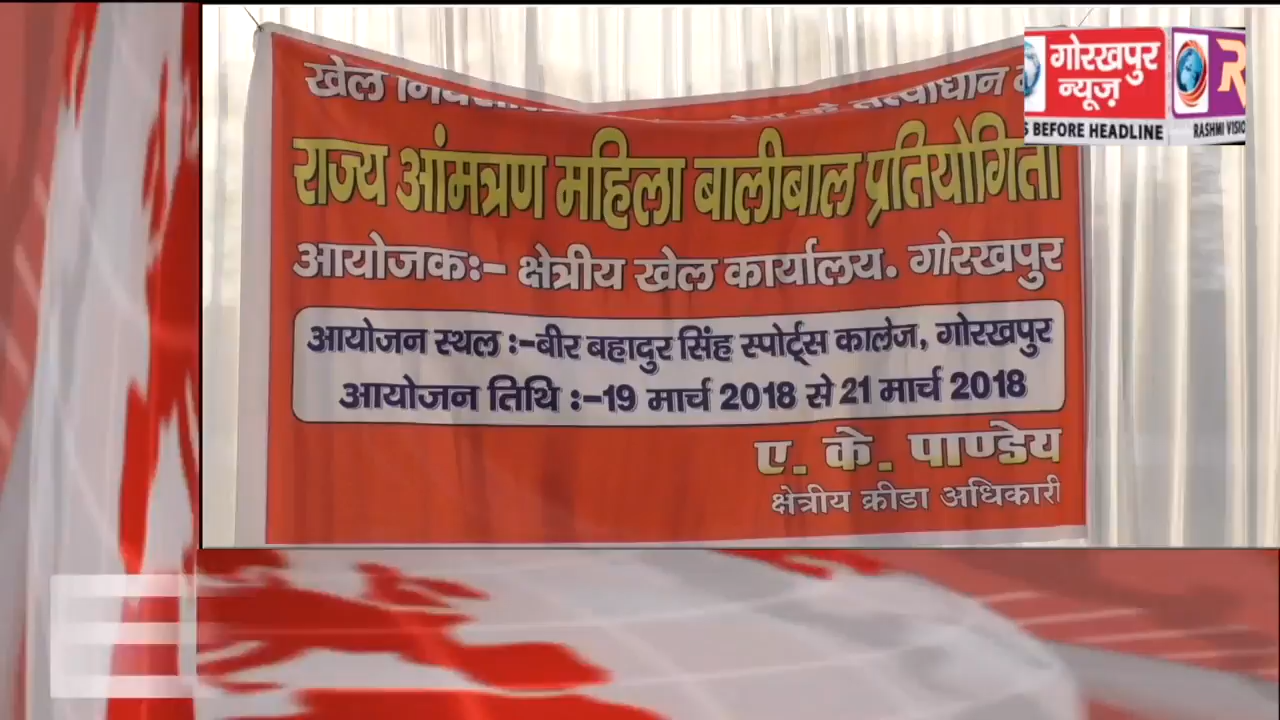 खेल
राज्य आंमत्रण महिला बालीबाल प्रतियोगिता
आयोजकः- क्षेत्रीय खेल कार्यालय. गोरखपुर
आयोजन स्थल :-बीर बहादुर सिंह स्पोर्ट्स कालेज, गोरखपुर
आयोजन तिथि :-19 मार्च 2018 से 21 मार्च 2018
ए. के. पाण्डेय
क्षेत्रीय क्रीडा अधिकारी
गोरखपुर
न्यूज़
BEFORE HEADLINE
RASHMI